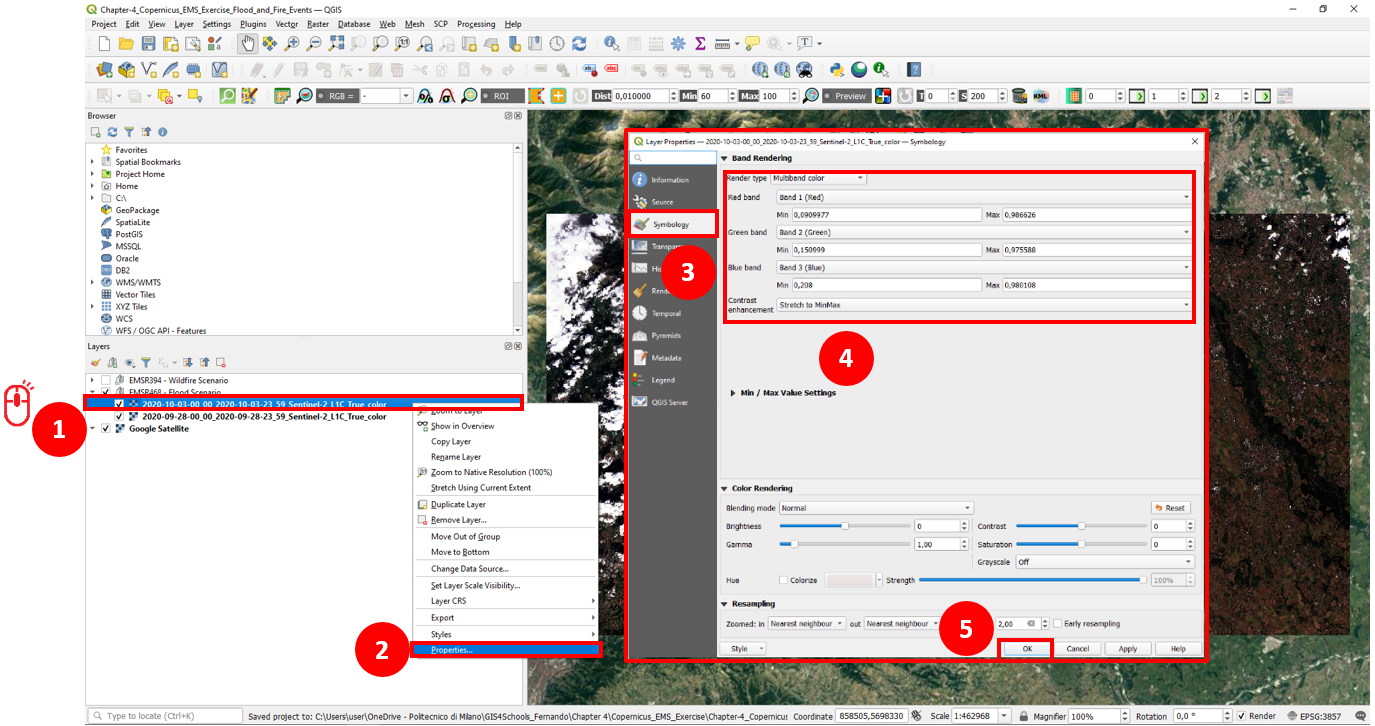 Chapter-4_Copernicus_EMS_Exercise_Flood_and_Fire_Events — QGIS
Project Edit View Layer Settings Plugins Vector Raster Database Web Mesh SCP Processing Help
RGB = - ROI Dist 0,010000 Min 60 Max 100 Preview T 0 S 200 KML 0 1 2
Browser
Favorites
Spatial Bookmarks
Project Home
Home
C:\
GeoPackage
SpatiaLite
PostGIS
MSSQL
Oracle
DB2
WMS/WMTS
Vector Tiles
XYZ Tiles
WCS
WFS / OGC API - Features
Layers
EMSR394 - Wildfire Scenario
EMSR468 - Flood Scenario
2020-10-03-00_00_2020-10-03-23_59_Sentinel-2_L1C_True_color
2020-09-28-00_00_2020-09-28-23_59_Sentinel-2_L1C_True_color
Google Satellite
1
Zoom to Layer
Show in Overview
Copy Layer
Rename Layer
Zoom to Native Resolution (100%)
Stretch Using Current Extent
Duplicate Layer
Remove Layer...
Move Out of Group
Move to Bottom
Change Data Source...
Set Layer Scale Visibility...
Layer CRS
Export
Styles
Properties...
2
Layer Properties — 2020-10-03-00_00_2020-10-03-23_59_Sentinel-2_L1C_True_color — Symbology
Information
Source
Symbology
Temporal
Pyramids
Metadata
Legend
QGIS Server
3
Band Rendering
Render type Multiband color
Red band Band 1 (Red)
Min 0,0909977 Max 0,986626
Green band Band 2 (Green)
Min 0,150999 Max 0,975588
Blue band Band 3 (Blue)
Min 0,208 Max 0,980108
Contrast
enhancement Stretch to MinMax
4
Min / Max Value Settings
Color Rendering
Blending mode Normal Reset
Brightness 0 Contrast 0
Gamma 1,00 Saturation 0
Grayscale Off
Hue Colorize Strength 100%
Resampling
Zoomed: in Nearest neighbour out Nearest neighbour 2,00 Early resampling
5
Style OK Cancel Apply Help
Type to locate (Ctrl+K) Saved project to: C:\Users\user\OneDrive - Politecnico di Milano\GIS4Schools_Fernando\Chapter 4\Copernicus_EMS_Exercise\Chapter-4_Copernicus Coordinate 858505,5698330 Scale 1:462968 Magnifier 100% Rotation 0,0 ° Render EPSG:3857